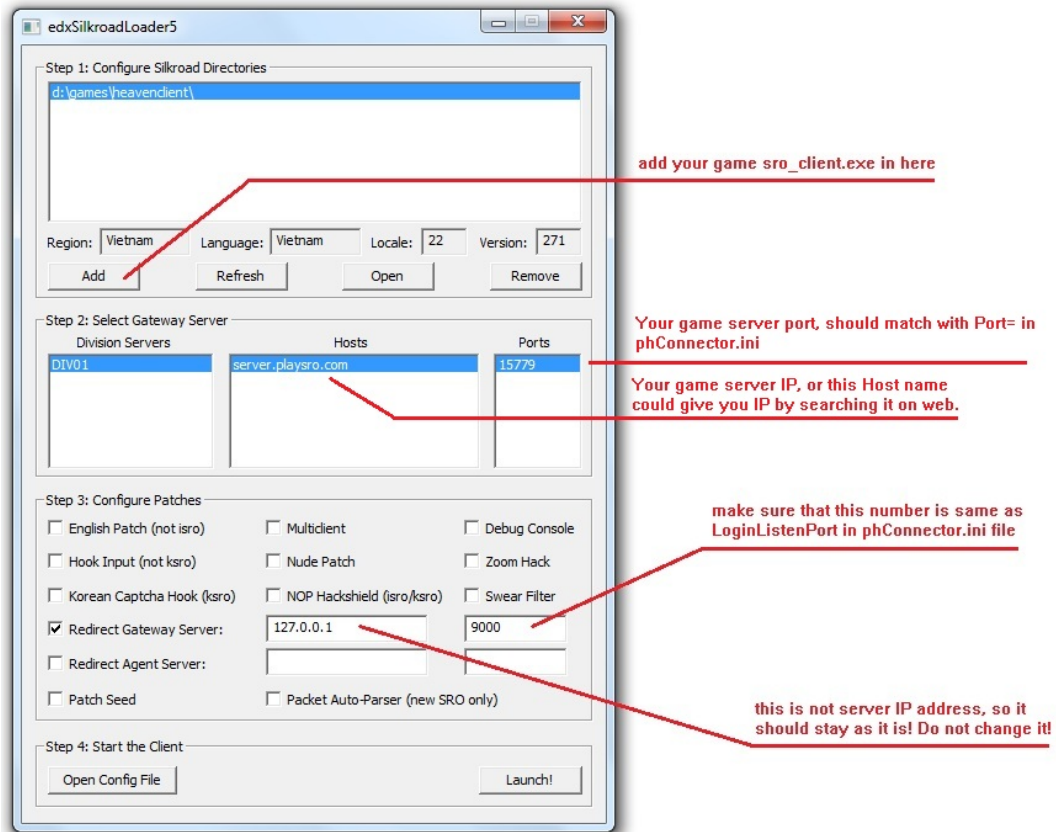 edxSilkroadLoader5
Step 1: Configure Silkroad Directories
d:\games\heavenclient\
add your game sro_client.exe in here
Region: Vietnam Language: Vietnam Locale: 22 Version: 271
Add Refresh Open Remove
Step 2: Select Gateway Server
Division Servers Hosts Ports
DIV01 server.playsro.com 15779
Your game server port, should match with Port= in
phConnector.ini
Your game server IP, or this Host name
could give you IP by searching it on web.
Step 3: Configure Patches
English Patch (not isro) Multiclient Debug Console
Hook Input (not ksro) Nude Patch Zoom Hack
Korean Captcha Hook (ksro) NOP Hackshield (isro/ksro) Swear Filter
Redirect Gateway Server: 127.0.0.1 9000
Redirect Agent Server:
Patch Seed Packet Auto-Parser (new SRO only)
make sure that this number is same as
LoginListenPort in phConnector.ini file
this is not server IP address, so it
should stay as it is! Do not change it!
Step 4: Start the Client
Open Config File Launch!